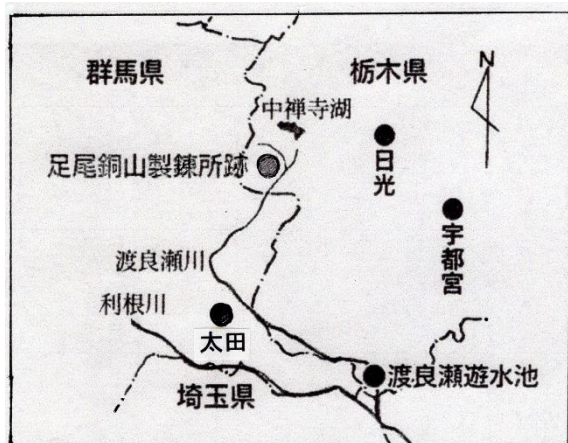 群馬県
栃木県
N
中禅寺湖
日光
足尾銅山製錬所跡
宇都宮
渡良瀬川
利根川
太田
渡良瀬遊水池
埼玉県